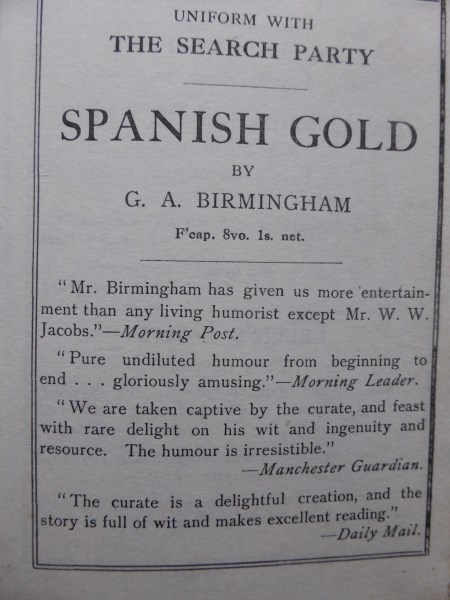 UNIFORM WITH
THE SEARCH PARTY
SPANISH GOLD
BY
G. A. BIRMINGHAM
F'cap. 8vo. 1s. net.
"Mr. Birmingham has given us more entertain-
ment than any living humorist except Mr. W. W.
Jacobs."—Morning Post.
"Pure undiluted humour from beginning to
end . . . gloriously amusing."—Morning Leader.
"We are taken captive by the curate, and feast
with rare delight on his wit and ingenuity and
resource. The humour is irresistible."
—Manchester Guardian.
"The curate is a delightful creation, and the
story is full of wit and makes excellent reading."
—Daily Mail.